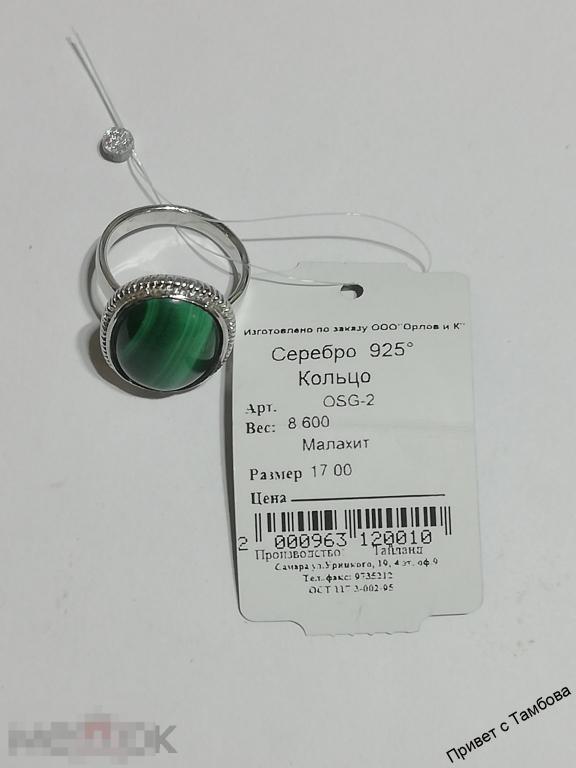 Изготовлено по заказу ООО "Орлов и К"
Серебро 925°
Кольцо
Арт. OSG-2
Вес: 8 600
Малахит
Размер 17 00
Цена
2 000963 120010
Производство: Тайланд
Самара ул.Урицкого, 19, 4 эт. оф.9
Тел. факс: 9735212
ОСТ 117-3-002-95
мешок
Привет с Тамбова